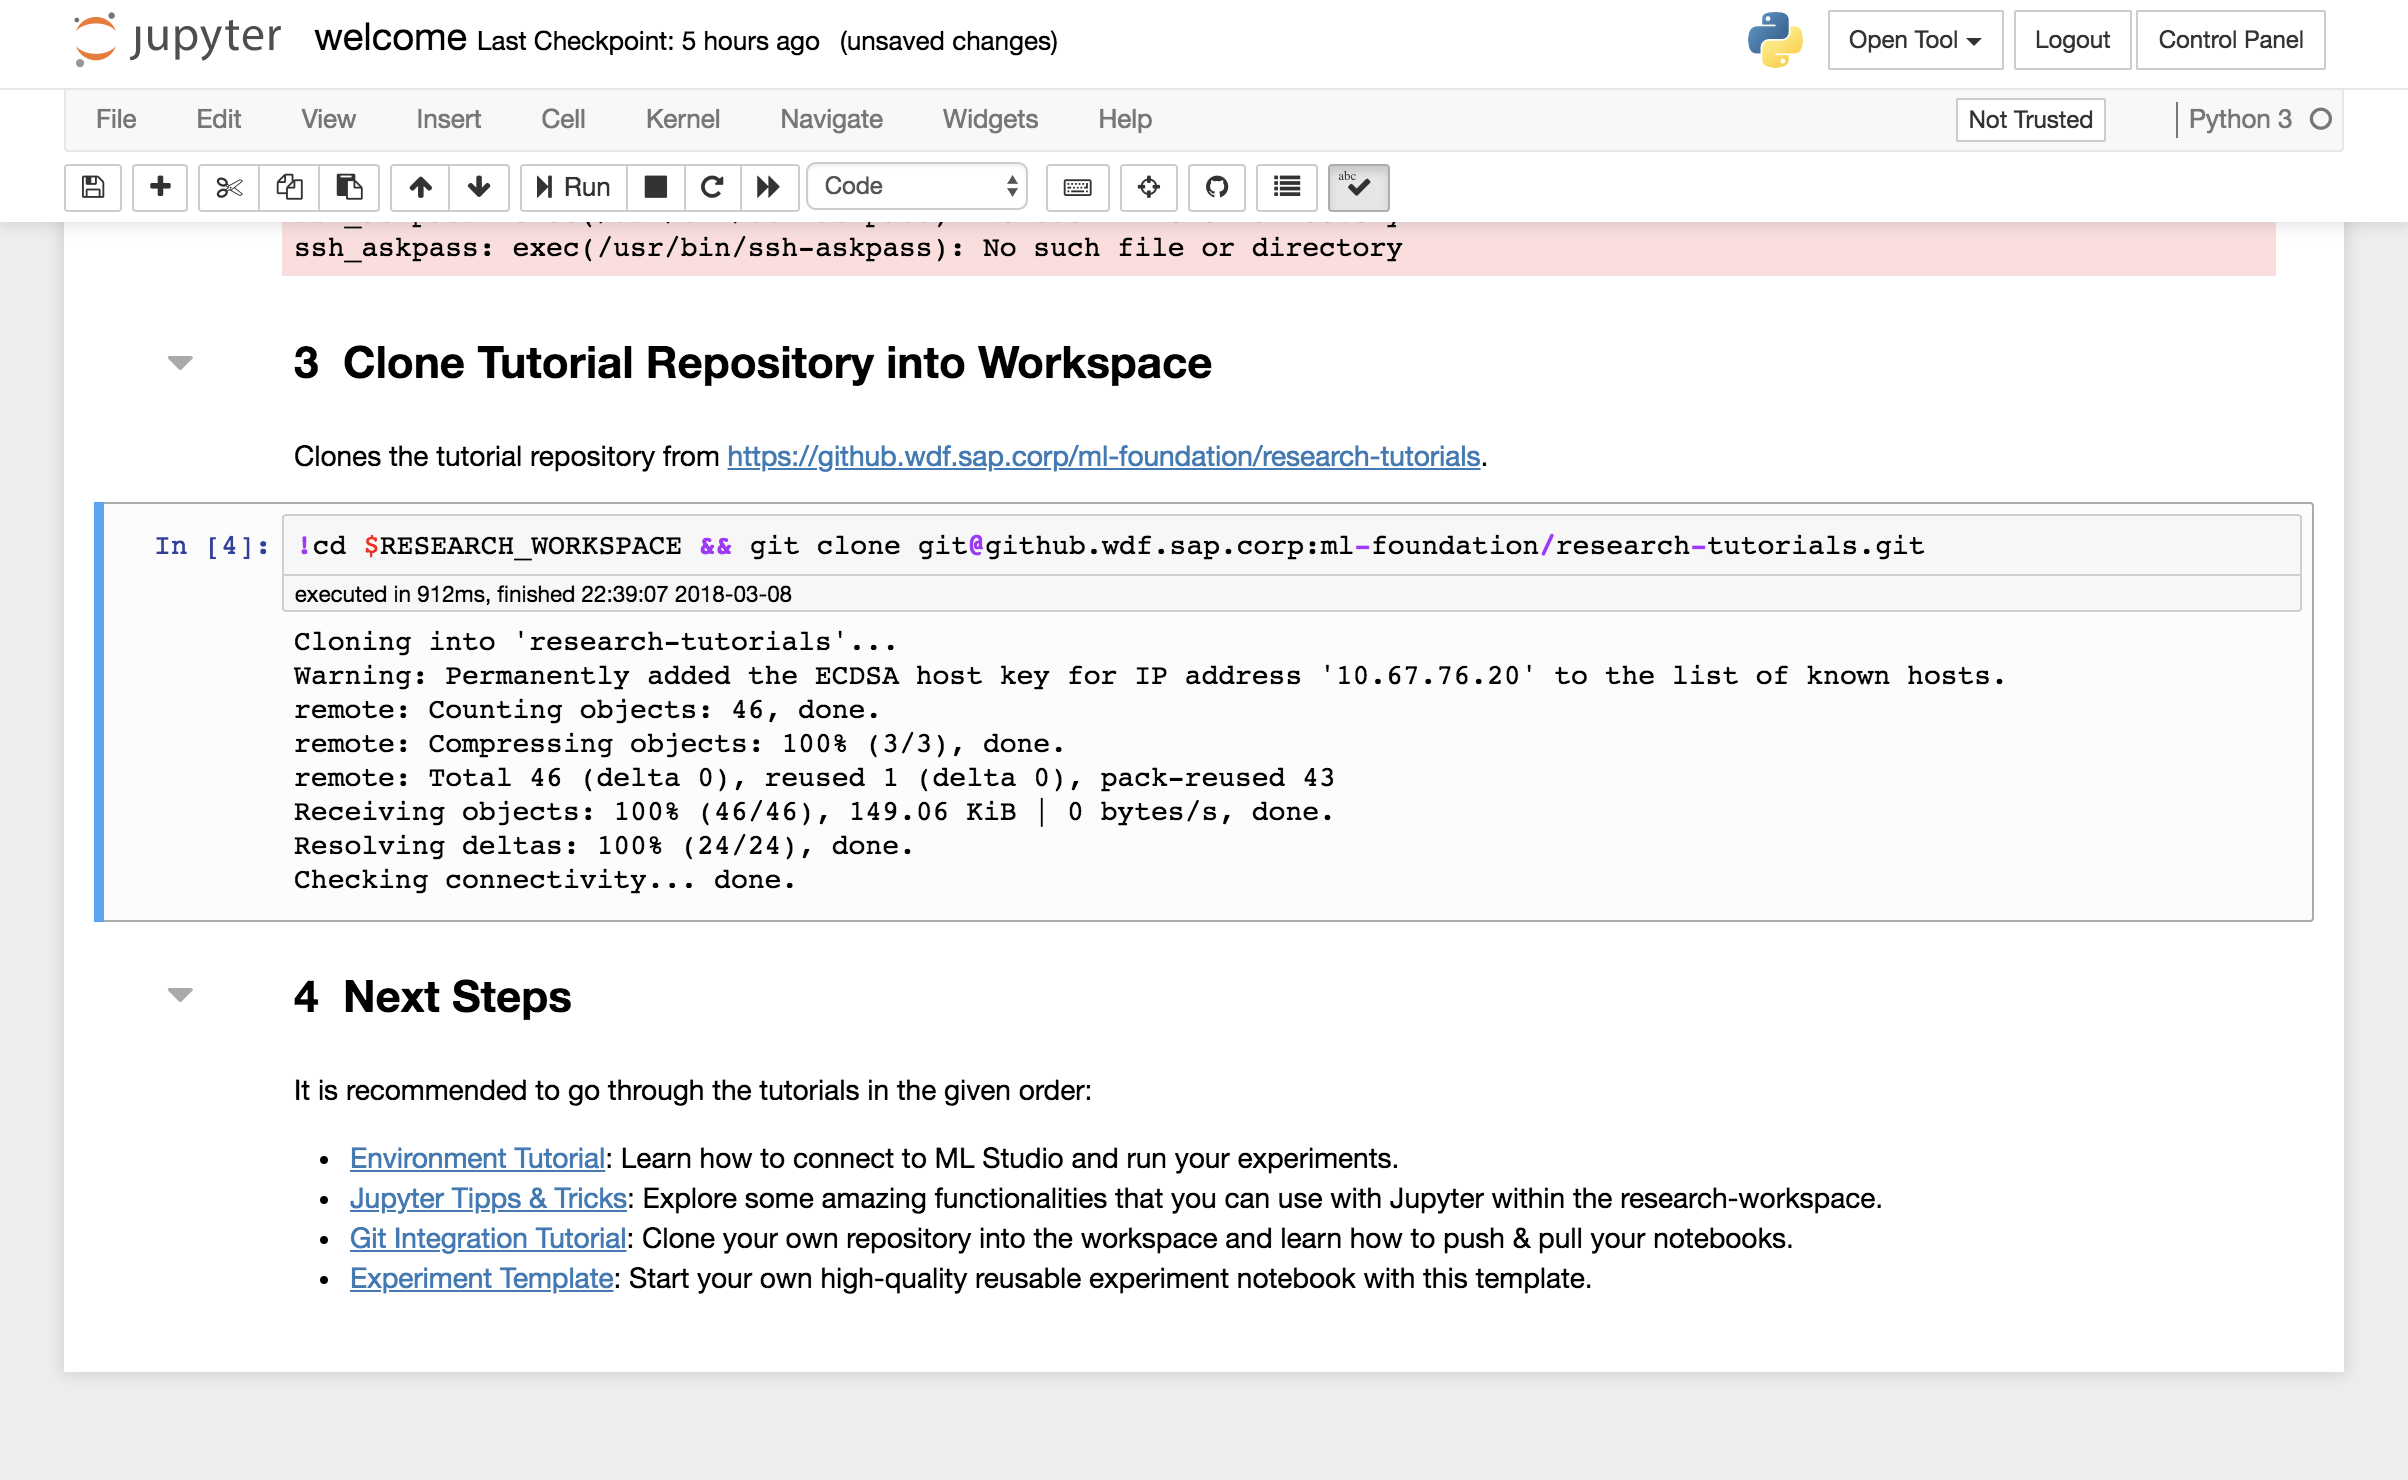 jupyter welcome Last Checkpoint: 5 hours ago (unsaved changes) Open Tool Logout Control Panel
File Edit View Insert Cell Kernel Navigate Widgets Help Not Trusted Python 3
Run Code abc
ssh_askpass: exec(/usr/bin/ssh-askpass): No such file or directory
3 Clone Tutorial Repository into Workspace
Clones the tutorial repository from https://github.wdf.sap.corp/ml-foundation/research-tutorials.
In [4]: !cd $RESEARCH_WORKSPACE && git clone git@github.wdf.sap.corp:ml-foundation/research-tutorials.git
executed in 912ms, finished 22:39:07 2018-03-08
Cloning into 'research-tutorials'...
Warning: Permanently added the ECDSA host key for IP address '10.67.76.20' to the list of known hosts.
remote: Counting objects: 46, done.
remote: Compressing objects: 100% (3/3), done.
remote: Total 46 (delta 0), reused 1 (delta 0), pack-reused 43
Receiving objects: 100% (46/46), 149.06 KiB | 0 bytes/s, done.
Resolving deltas: 100% (24/24), done.
Checking connectivity... done.
4 Next Steps
It is recommended to go through the tutorials in the given order:
• Environment Tutorial: Learn how to connect to ML Studio and run your experiments.
• Jupyter Tipps & Tricks: Explore some amazing functionalities that you can use with Jupyter within the research-workspace.
• Git Integration Tutorial: Clone your own repository into the workspace and learn how to push & pull your notebooks.
• Experiment Template: Start your own high-quality reusable experiment notebook with this template.